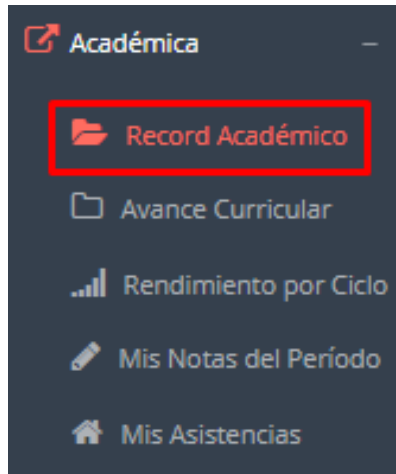 Académica
Record Académico
Avance Curricular
Rendimiento por Ciclo
Mis Notas del Período
Mis Asistencias